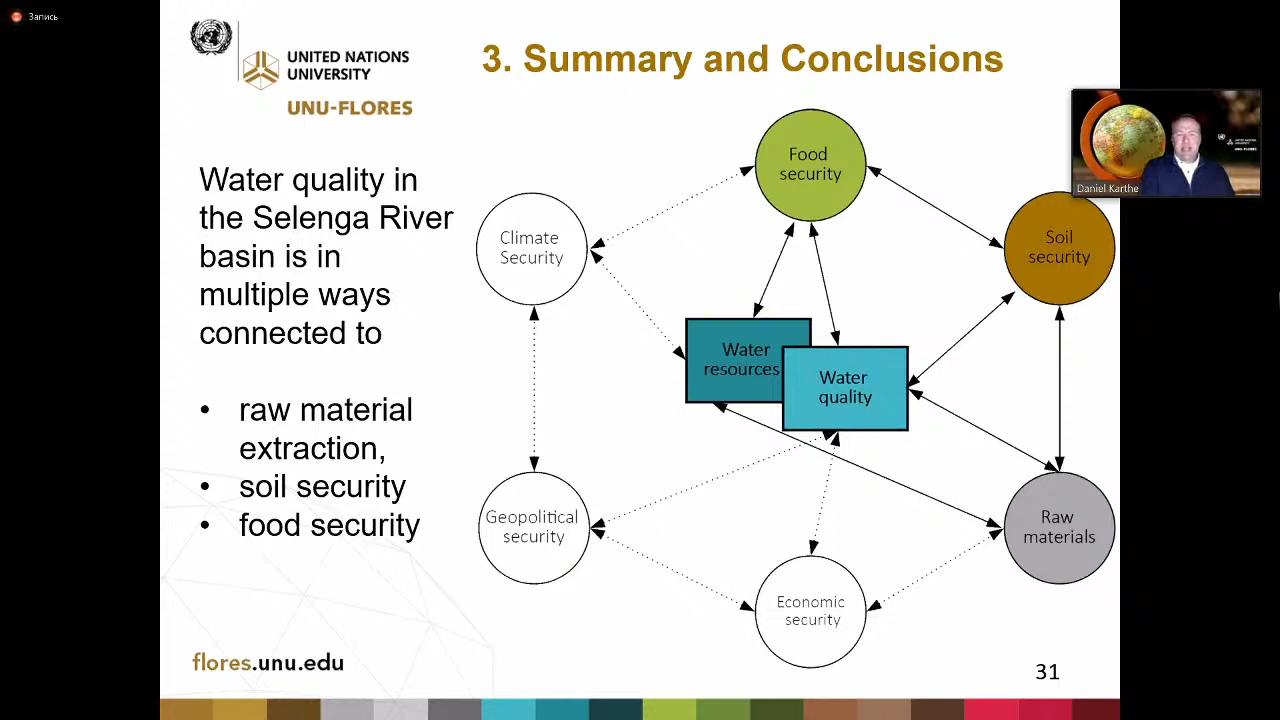 Запись
UNITED NATIONS
UNIVERSITY
UNU-FLORES
3. Summary and Conclusions
Daniel Karthe
Water quality in
the Selenga River
basin is in
multiple ways
connected to
• raw material
extraction,
• soil security
• food security
Food
security
Climate
Security
Soil
security
Water
resources
Water
quality
Geopolitical
security
Raw
materials
Economic
security
flores.unu.edu
31